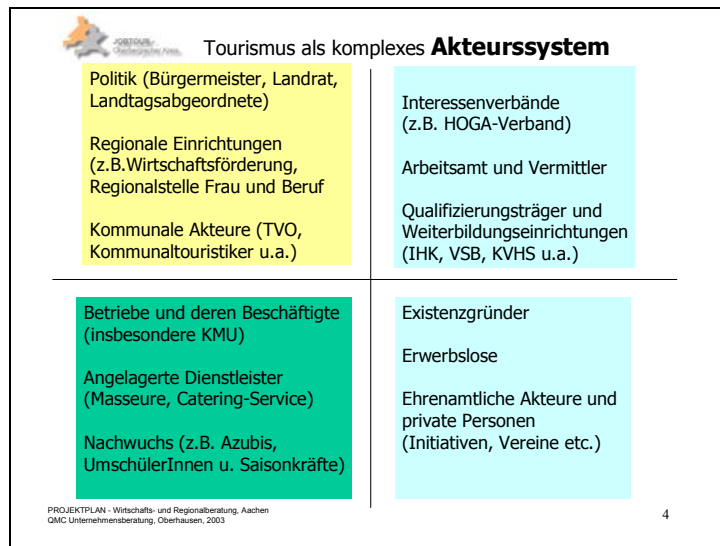 JOBTOUR
Oberbergischer Kreis
Tourismus als komplexes Akteurssystem
Politik (Bürgermeister, Landrat,
Landtagsabgeordnete)
Regionale Einrichtungen
(z.B.Wirtschaftsförderung,
Regionalstelle Frau und Beruf
Kommunale Akteure (TVO,
Kommunaltouristiker u.a.)
Interessenverbände
(z.B. HOGA-Verband)
Arbeitsamt und Vermittler
Qualifizierungsträger und
Weiterbildungseinrichtungen
(IHK, VSB, KVHS u.a.)
Betriebe und deren Beschäftigte
(insbesondere KMU)
Angelagerte Dienstleister
(Masseure, Catering-Service)
Nachwuchs (z.B. Azubis,
UmschülerInnen u. Saisonkräfte)
Existenzgründer
Erwerbslose
Ehrenamtliche Akteure und
private Personen
(Initiativen, Vereine etc.)
PROJEKTPLAN - Wirtschafts- und Regionalberatung, Aachen
QMC Unternehmensberatung, Oberhausen, 2003
4